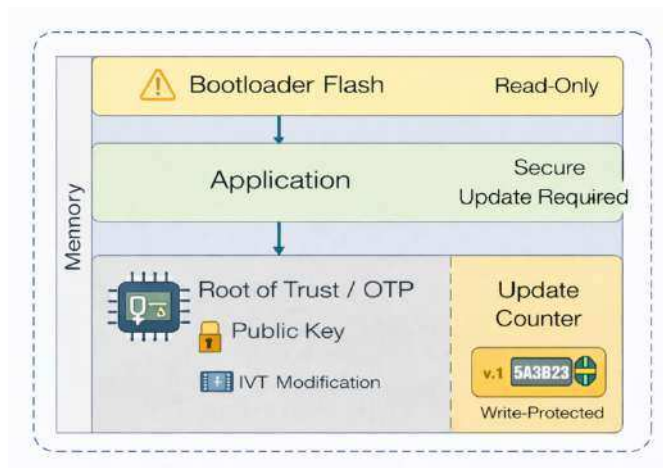 Mennory
Bootloader Flash
Read-Only
Application
Secure
Update Required
Root of Trust / OTP
Public Key
IVT Modification
Update
Counter
v.1 5A3B23
Write-Protected